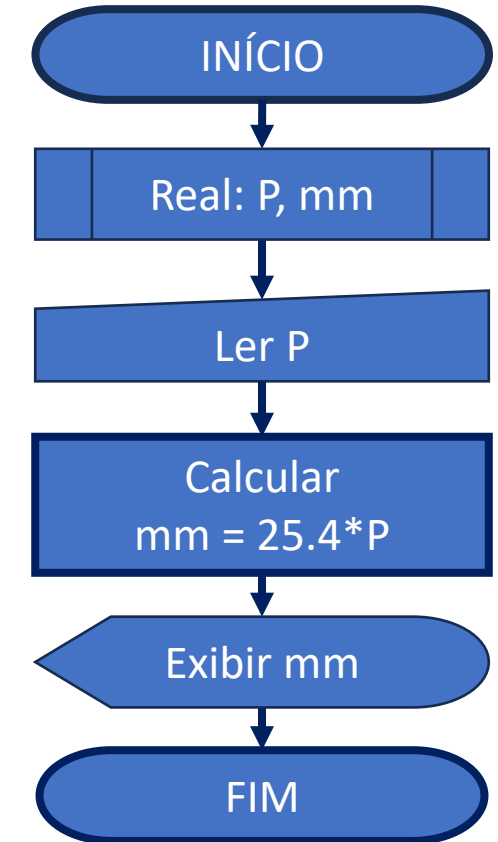 INÍCIO
Real: P, mm
Ler P
Calcular
mm = 25.4*P
Exibir mm
FIM